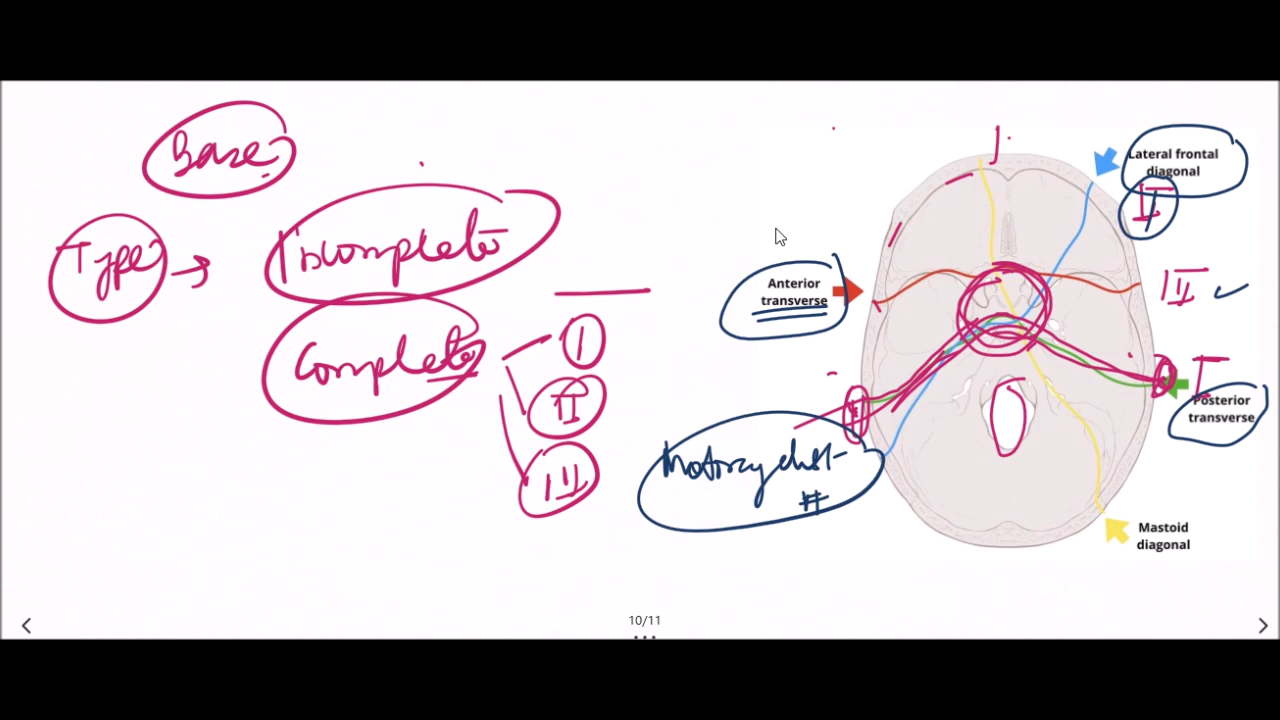 Base
Type →
Incomplete
Complete
I
II
III
Anterior
transverse
Motorcyclist
#
Lateral frontal
diagonal
II
III ✓
I
Posterior
transverse
Mastoid
diagonal
10/11